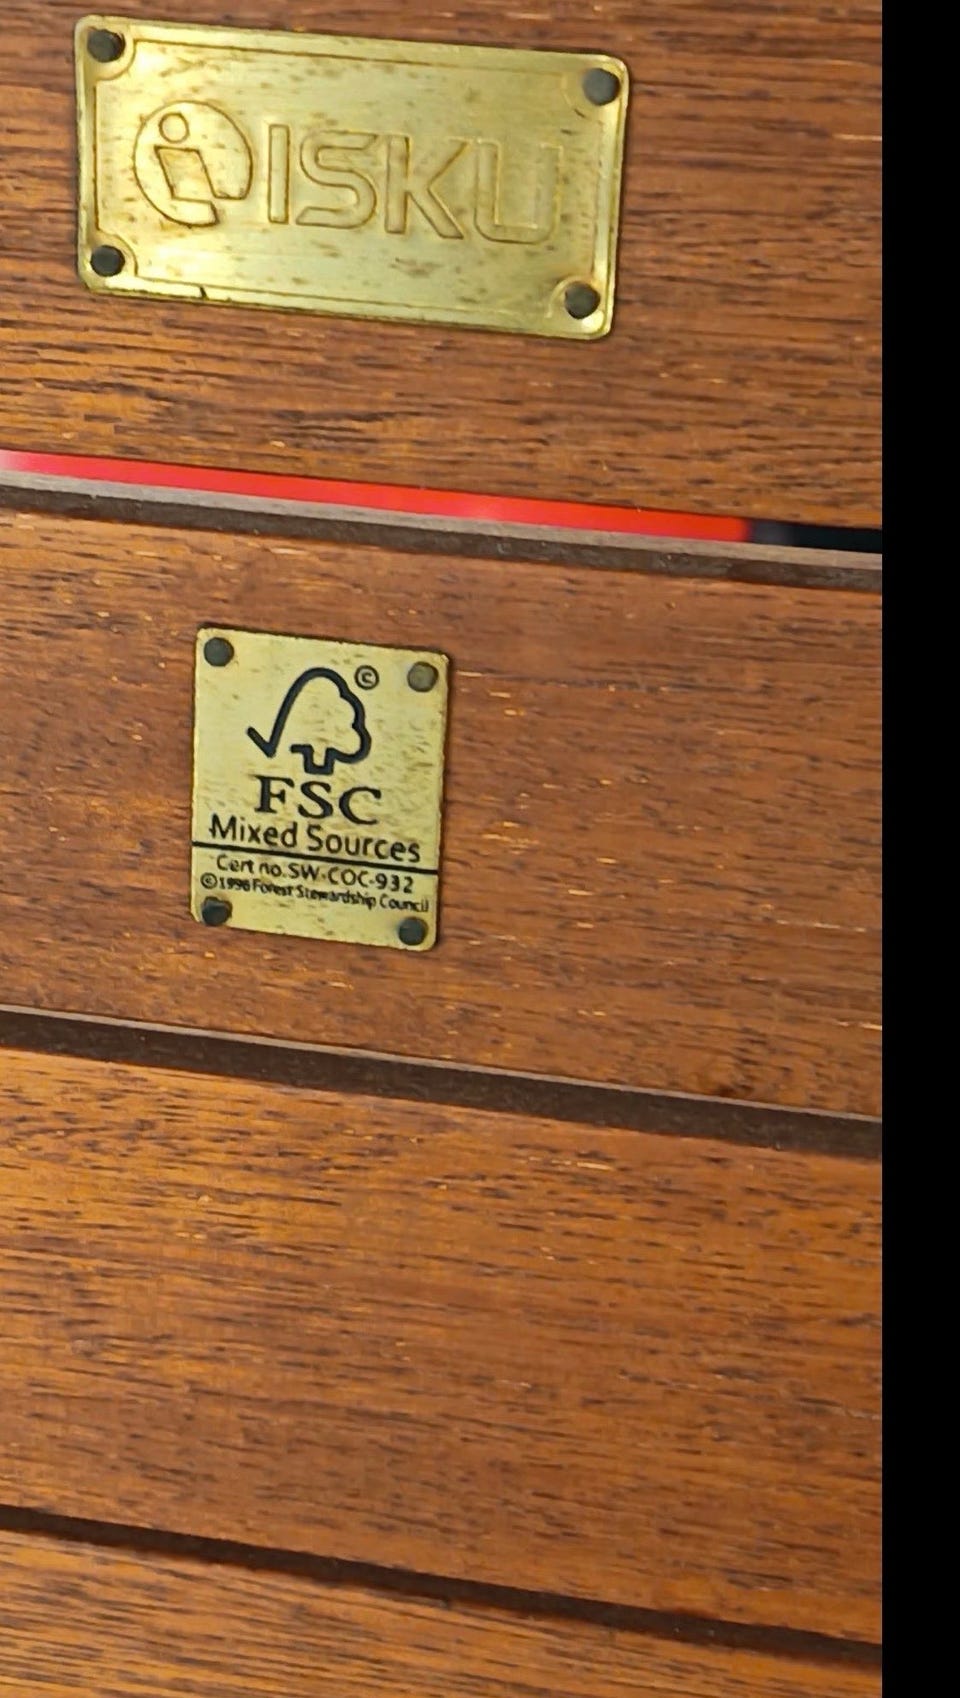 ISKU
©
FSC
Mixed Sources
Cert no.SW-COC-932
©1996 Forest Stewardship Council